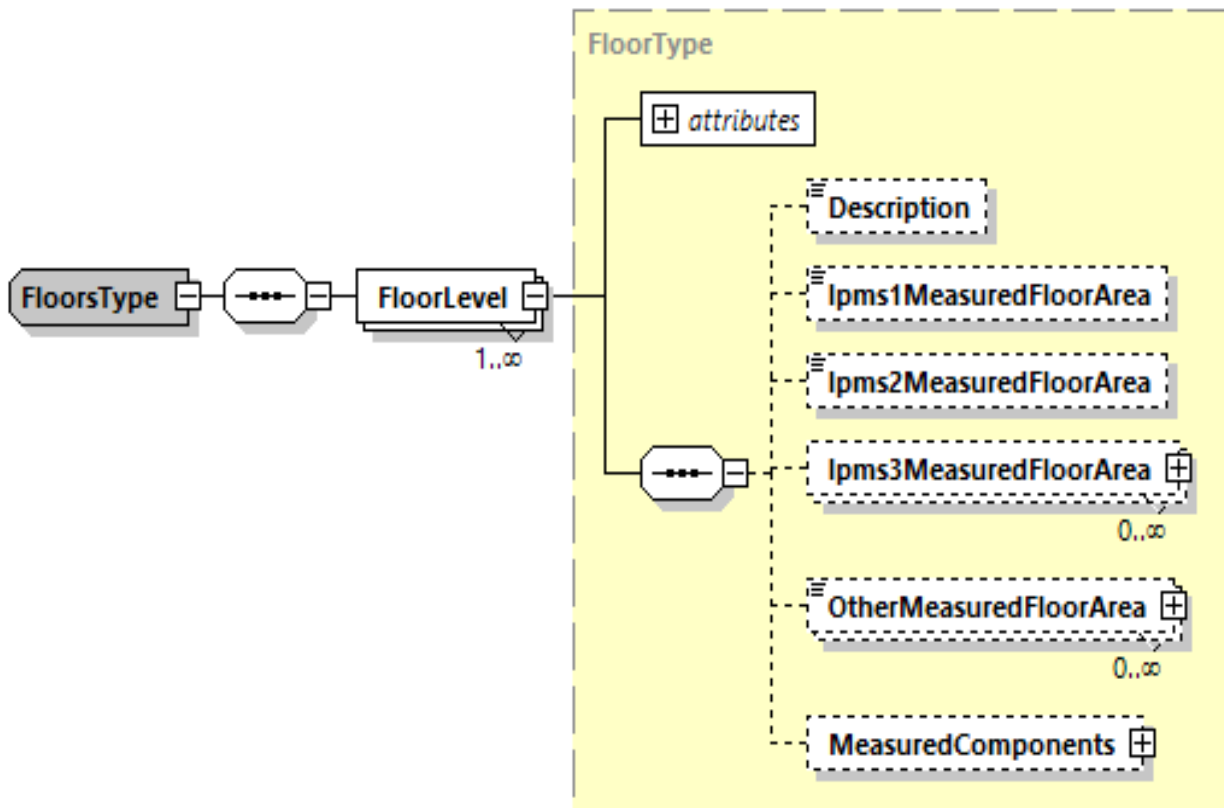 FloorType
attributes
Description
Ipms1MeasuredFloorArea
FloorsType
FloorLevel
1..∞
Ipms2MeasuredFloorArea
Ipms3MeasuredFloorArea
0..∞
OtherMeasuredFloorArea
0..∞
MeasuredComponents